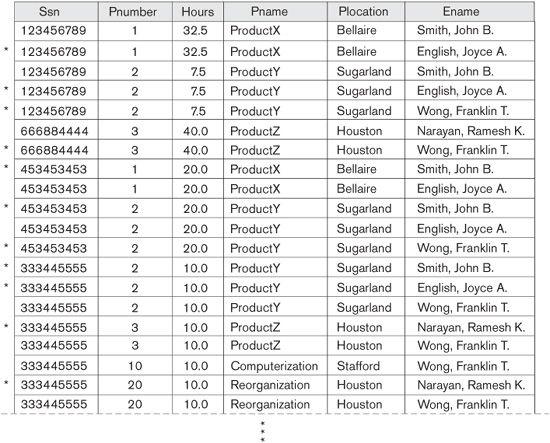 Ssn Pnumber Hours Pname Plocation Ename
123456789 1 32.5 ProductX Bellaire Smith, John B.
* 123456789 1 32.5 ProductX Bellaire English, Joyce A.
123456789 2 7.5 ProductY Sugarland Smith, John B.
* 123456789 2 7.5 ProductY Sugarland English, Joyce A.
* 123456789 2 7.5 ProductY Sugarland Wong, Franklin T.
666884444 3 40.0 ProductZ Houston Narayan, Ramesh K.
* 666884444 3 40.0 ProductZ Houston Wong, Franklin T.
* 453453453 1 20.0 ProductX Bellaire Smith, John B.
453453453 1 20.0 ProductX Bellaire English, Joyce A.
* 453453453 2 20.0 ProductY Sugarland Smith, John B.
453453453 2 20.0 ProductY Sugarland English, Joyce A.
* 453453453 2 20.0 ProductY Sugarland Wong, Franklin T.
* 333445555 2 10.0 ProductY Sugarland Smith, John B.
* 333445555 2 10.0 ProductY Sugarland English, Joyce A.
333445555 2 10.0 ProductY Sugarland Wong, Franklin T.
* 333445555 3 10.0 ProductZ Houston Narayan, Ramesh K.
333445555 3 10.0 ProductZ Houston Wong, Franklin T.
333445555 10 10.0 Computerization Stafford Wong, Franklin T.
* 333445555 20 10.0 Reorganization Houston Narayan, Ramesh K.
333445555 20 10.0 Reorganization Houston Wong, Franklin T.
*
*
*